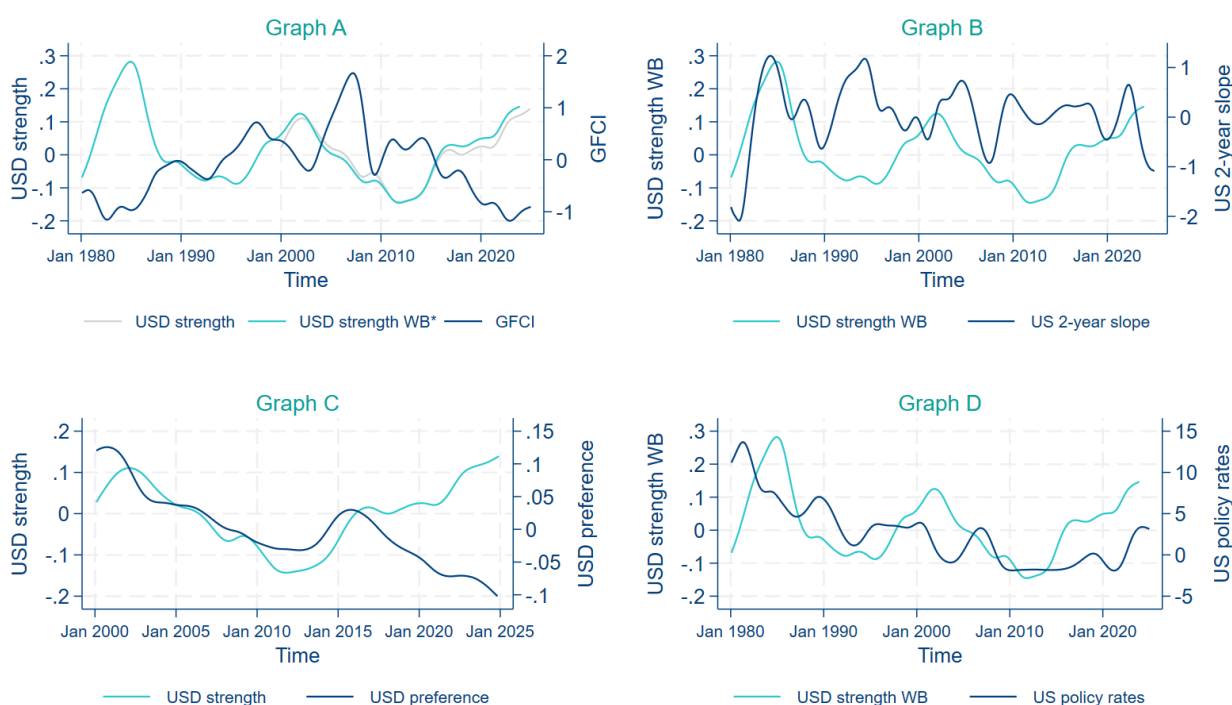 Graph A
USD strength
.3
.2
.1
0
-.1
-.2
2
1
0
-1
GFCI
Jan 1980 Jan 1990 Jan 2000 Jan 2010 Jan 2020
Time
USD strength USD strength WB* GFCI
Graph B
USD strength WB
.3
.2
.1
0
-.1
-.2
1
0
-1
-2
US 2-year slope
Jan 1980 Jan 1990 Jan 2000 Jan 2010 Jan 2020
Time
USD strength WB US 2-year slope
Graph C
USD strength
.2
.1
0
-.1
-.2
.15
.1
.05
0
-.05
-.1
USD preference
Jan 2000 Jan 2005 Jan 2010 Jan 2015 Jan 2020 Jan 2025
Time
USD strength USD preference
Graph D
USD strength WB
.3
.2
.1
0
-.1
-.2
15
10
5
0
-5
US policy rates
Jan 1980 Jan 1990 Jan 2000 Jan 2010 Jan 2020
Time
USD strength WB US policy rates